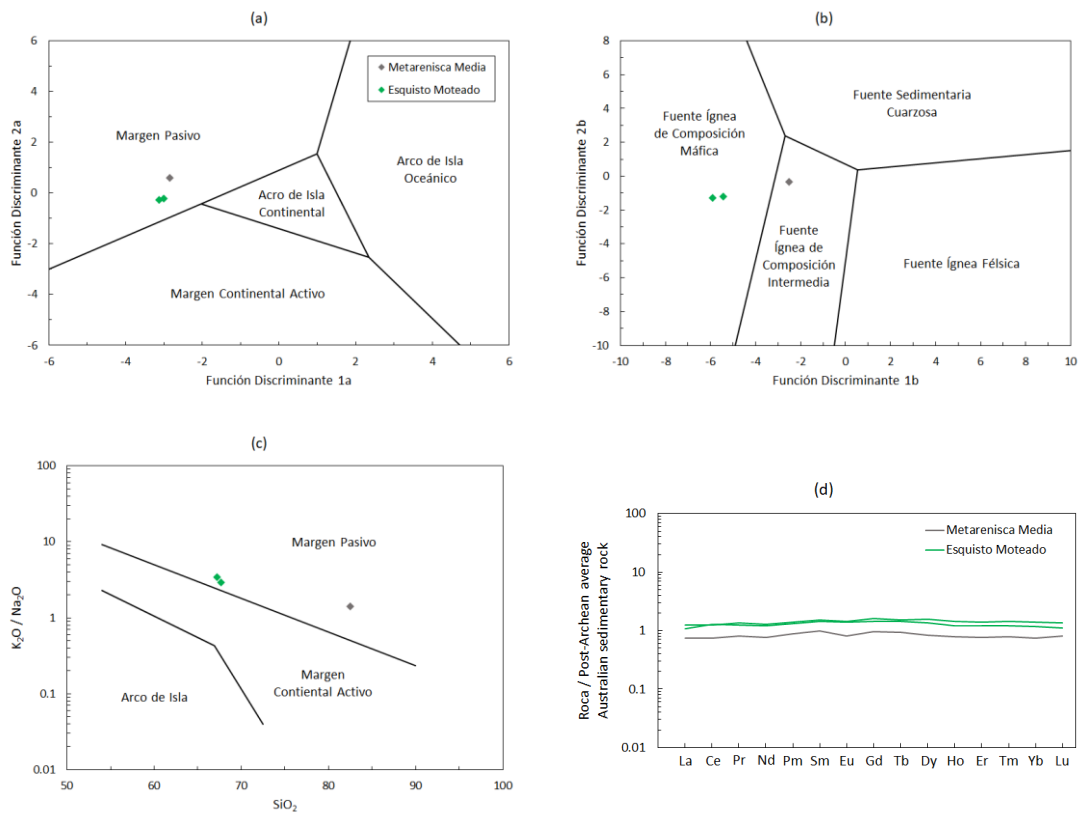 (a)
6
4
2
0
-2
-4
-6
-6
-4
-2
0
2
4
6
Función Discriminante 2a
Función Discriminante 1a
Metarenisca Media
Esquisto Moteado
Margen Pasivo
Arco de Isla
Oceánico
Acro de Isla
Continental
Margen Continental Activo
(b)
8
6
4
2
0
-2
-4
-6
-8
-10
-10
-8
-6
-4
-2
0
2
4
6
8
10
Función Discriminante 2b
Función Discriminante 1b
Fuente Ígnea
de Composición
Máfica
Fuente Sedimentaria
Cuarzosa
Fuente
Ígnea de
Composición
Intermedia
Fuente Ígnea Félsica
(c)
100
10
1
0.1
0.01
50
60
70
80
90
100
K₂O / Na₂O
SiO₂
Margen Pasivo
Margen
Contiental Activo
Arco de Isla
(d)
100
10
1
0.1
0.01
Roca / Post-Archean average
Australian sedimentary rock
Metarenisca Media
Esquisto Moteado
La Ce Pr Nd Pm Sm Eu Gd Tb Dy Ho Er Tm Yb Lu